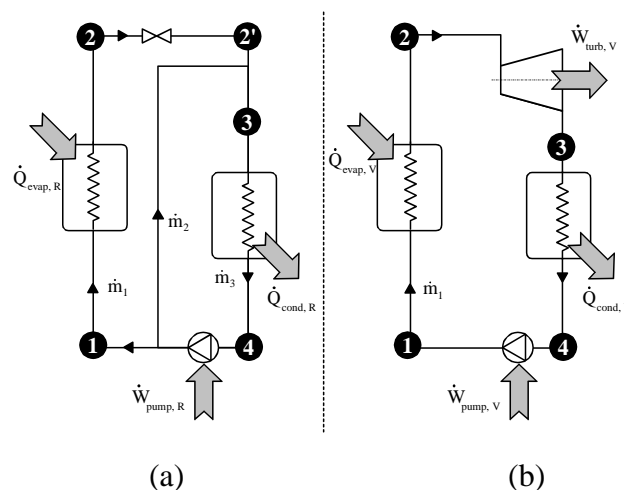 2
2'
3
Q̇evap, R
ṁ1
ṁ2
ṁ3
Q̇cond, R
1
4
Ẇpump, R
(a)
2
Ẇturb, V
3
Q̇evap, V
ṁ1
Q̇cond,
1
4
Ẇpump, V
(b)